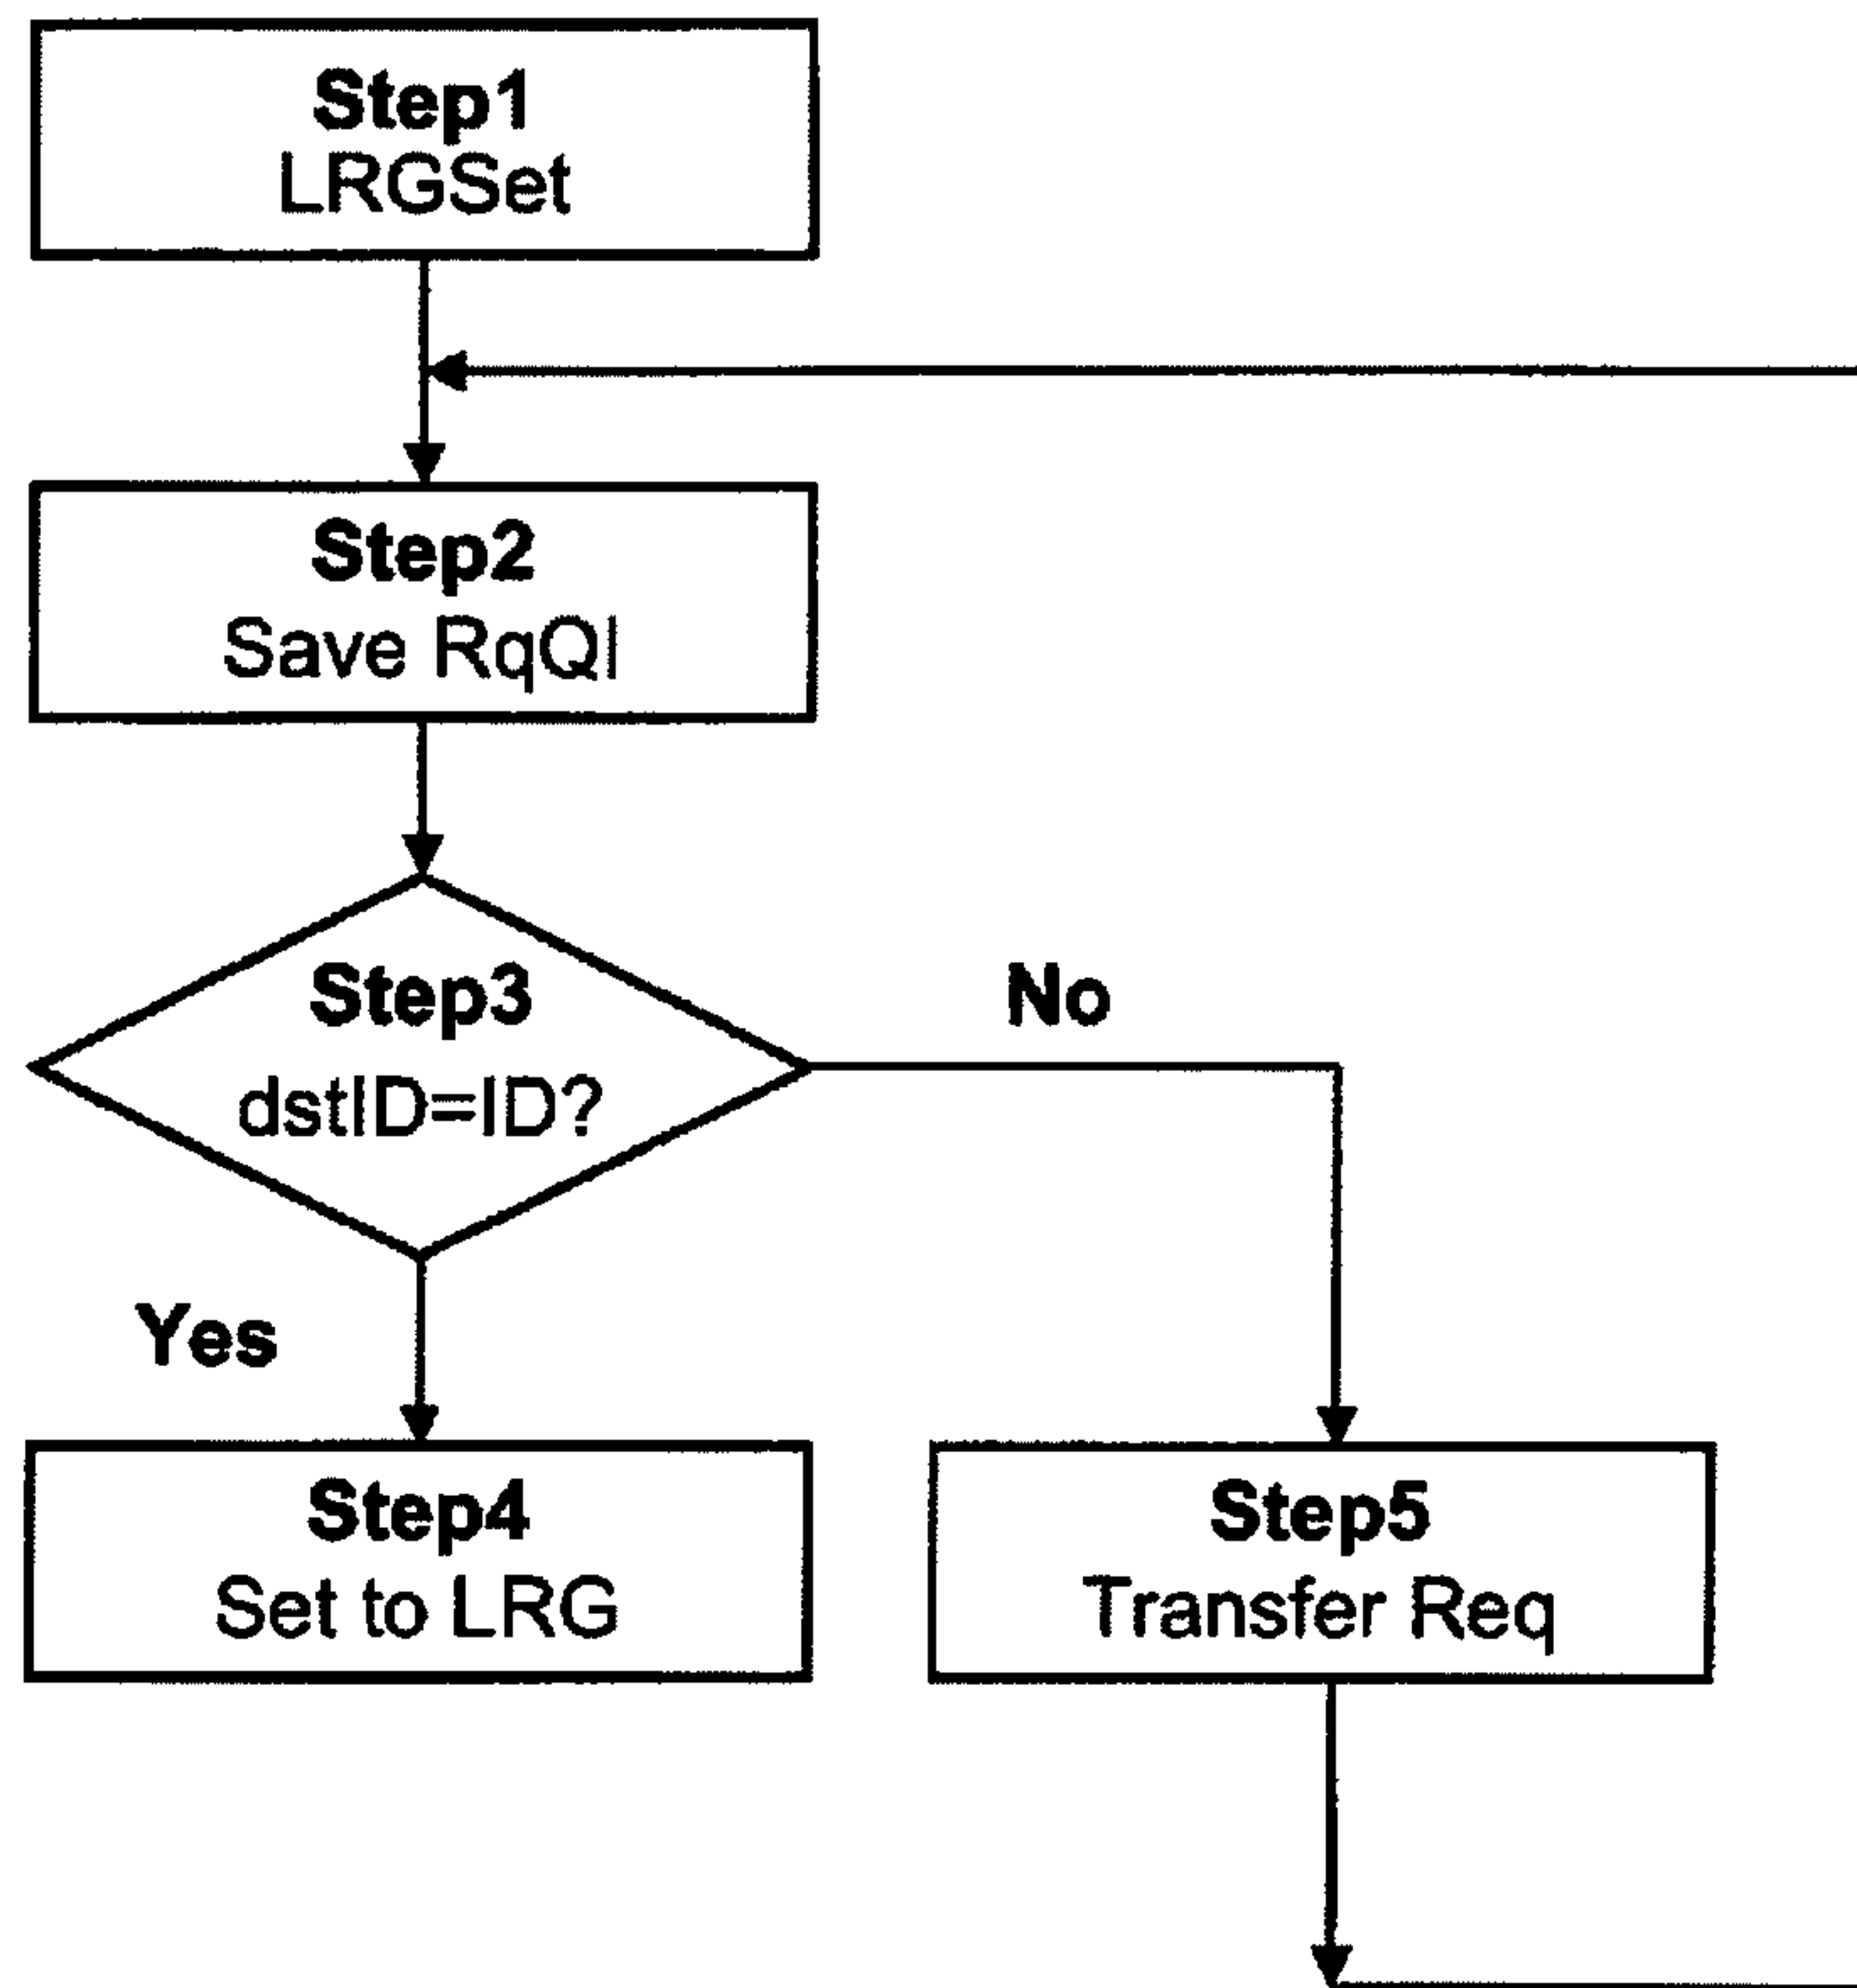 Step1
LRGSet
Step2
Save RqQI
Step3
dstID=ID?
No
Yes
Step4
Set to LRG
Step5
Transfer Req